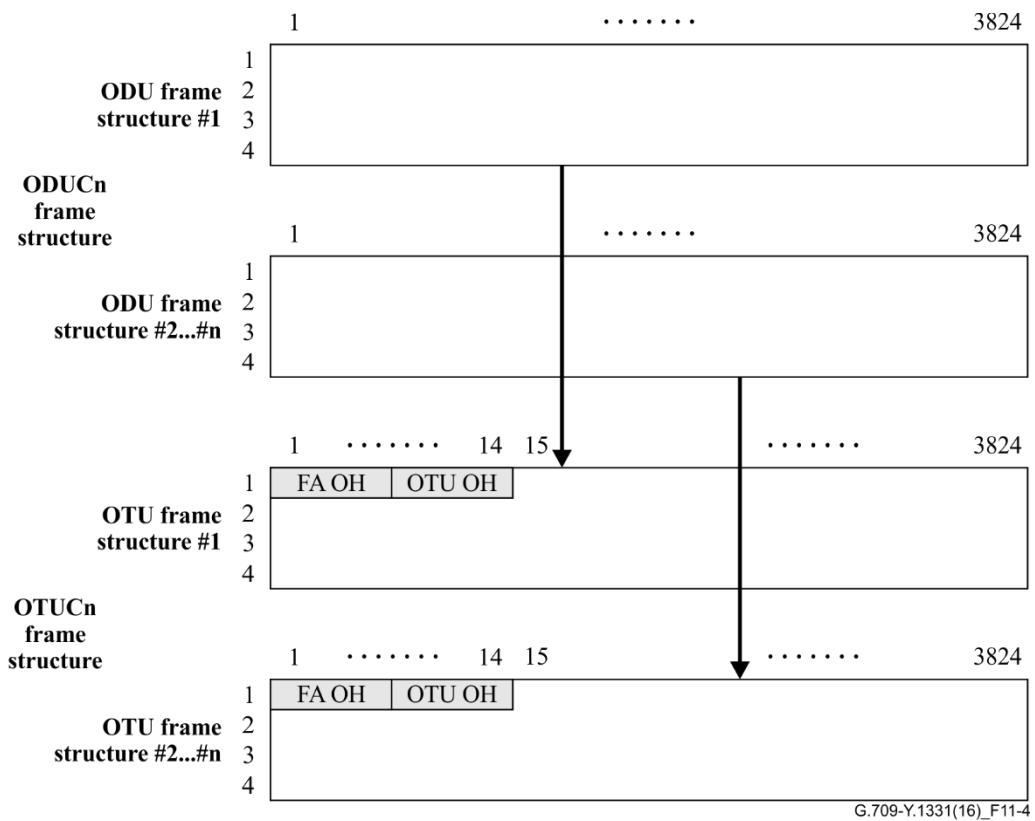 1 ······· 3824
1
ODU frame 2
structure #1 3
4
ODUCn
frame
structure
1 ······· 3824
1
ODU frame 2
structure #2...#n 3
4
1 ······· 14 15 ······· 3824
1 FA OH OTU OH
OTU frame 2
structure #1 3
4
OTUCn
frame
structure
1 ······· 14 15 ······· 3824
1 FA OH OTU OH
OTU frame 2
structure #2...#n 3
4
G.709-Y.1331(16)_F11-4